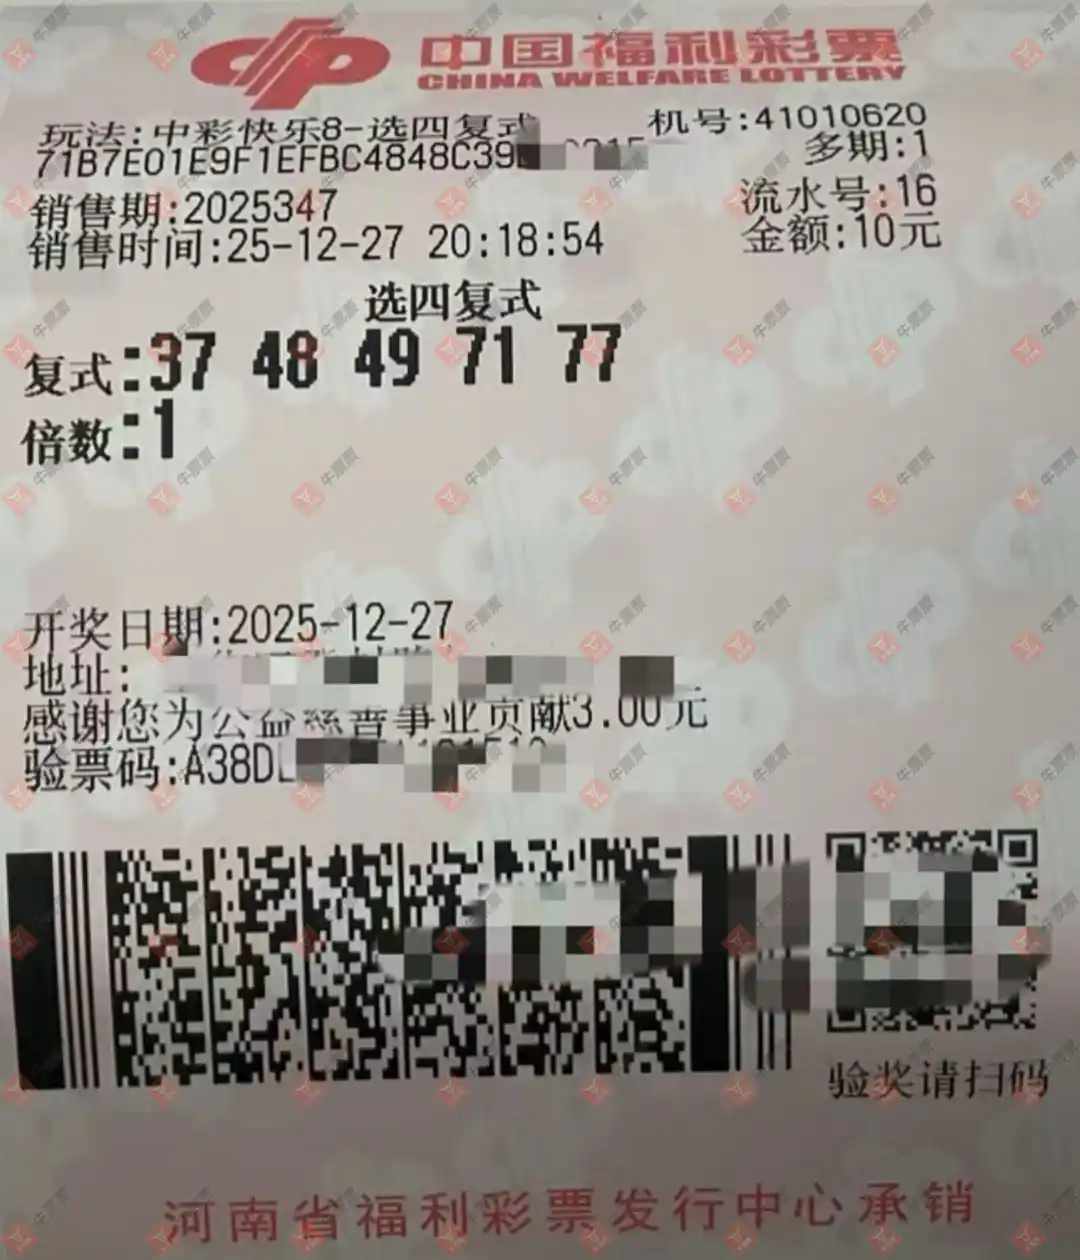 中国福利彩票
CHINA WELFARE LOTTERY
玩法:中彩快乐8-选四复式
机号:41010620
71B7E01E9F1EFBC4848C39
多期:1
销售期:2025347
流水号:16
销售时间:25-12-27 20:18:54
金额:10元
选四复式
复式:37 48 49 71 77
倍数:1
开奖日期:2025-12-27
地址:
感谢您为公益慈善事业贡献3.00元
验票码:A38D
验奖请扫码
河南省福利彩票发行中心承销
牛票票